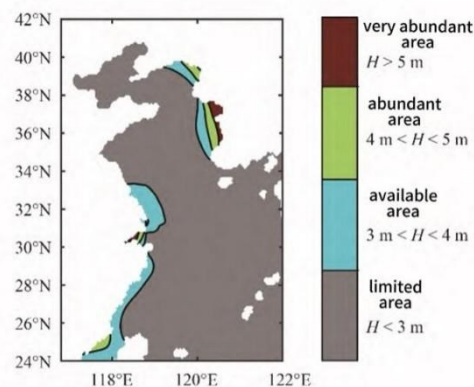 42°N
40°N
38°N
36°N
34°N
32°N
30°N
28°N
26°N
24°N
118°E
120°E
122°E
very abundant
area
H > 5 m
abundant
area
4 m < H < 5 m
available
area
3 m < H < 4 m
limited
area
H < 3 m